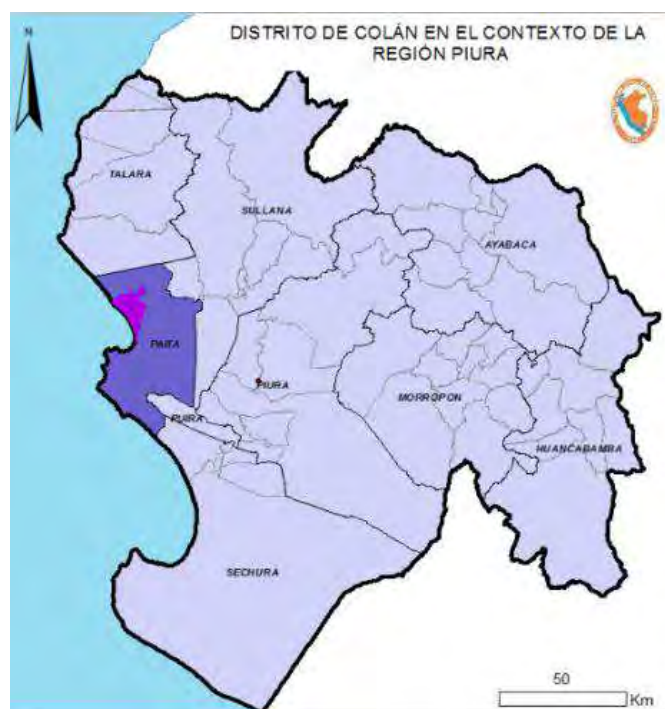 DISTRITO DE COLÁN EN EL CONTEXTO DE LA
REGIÓN PIURA
N
TALARA
SULLANA
AYABACA
PAITA
PIURA
PUIRA
MORROPON
HUANCABAMBA
SECHURA
50
Km